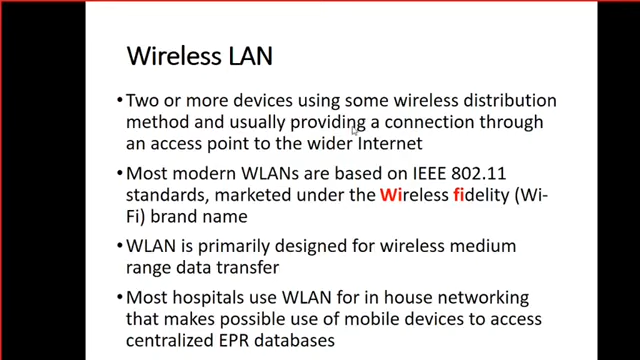 Wireless LAN
•Two or more devices using some wireless distribution
method and usually providing a connection through
an access point to the wider Internet
•Most modern WLANs are based on IEEE 802.11
standards, marketed under the Wireless fidelity (Wi-
Fi) brand name
•WLAN is primarily designed for wireless medium
range data transfer
•Most hospitals use WLAN for in house networking
that makes possible use of mobile devices to access
centralized EPR databases